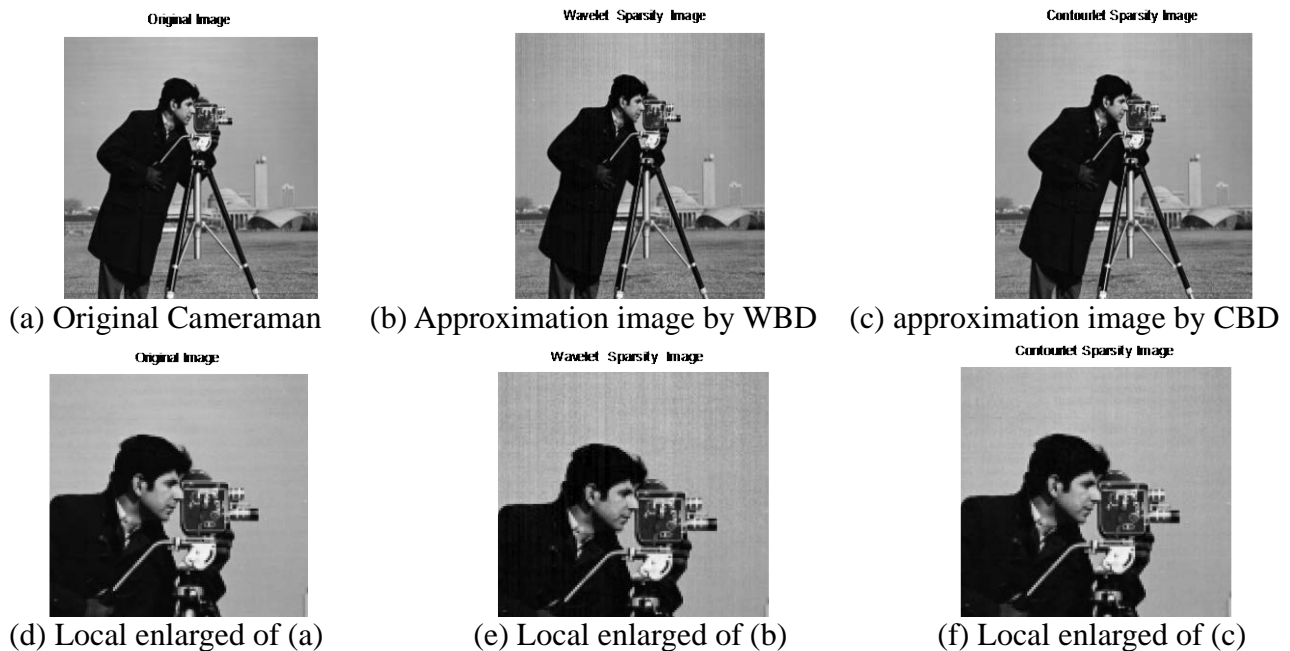 Original Image
Wavelet Sparsity Image
Contourlet Sparsity Image
(a) Original Cameraman
(b) Approximation image by WBD
(c) approximation image by CBD
Original Image
Wavelet Sparsity Image
Contourlet Sparsity Image
(d) Local enlarged of (a)
(e) Local enlarged of (b)
(f) Local enlarged of (c)